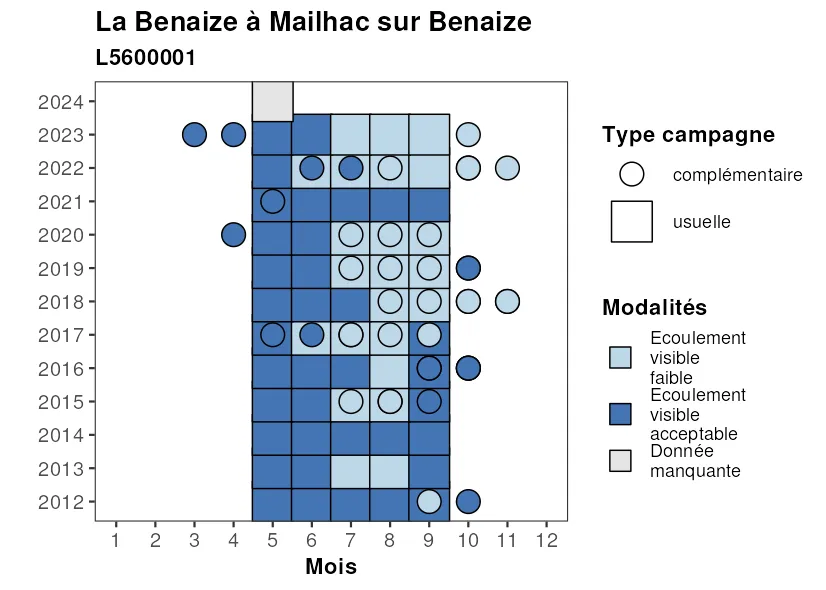 La Benaize à Mailhac sur Benaize
L5600001
2024
2023
2022
2021
2020
2019
2018
2017
2016
2015
2014
2013
2012
1 2 3 4 5 6 7 8 9 10 11 12
Mois
Type campagne
complémentaire
usuelle
Modalités
Ecoulement
visible
faible
Ecoulement
visible
acceptable
Donnée
manquante